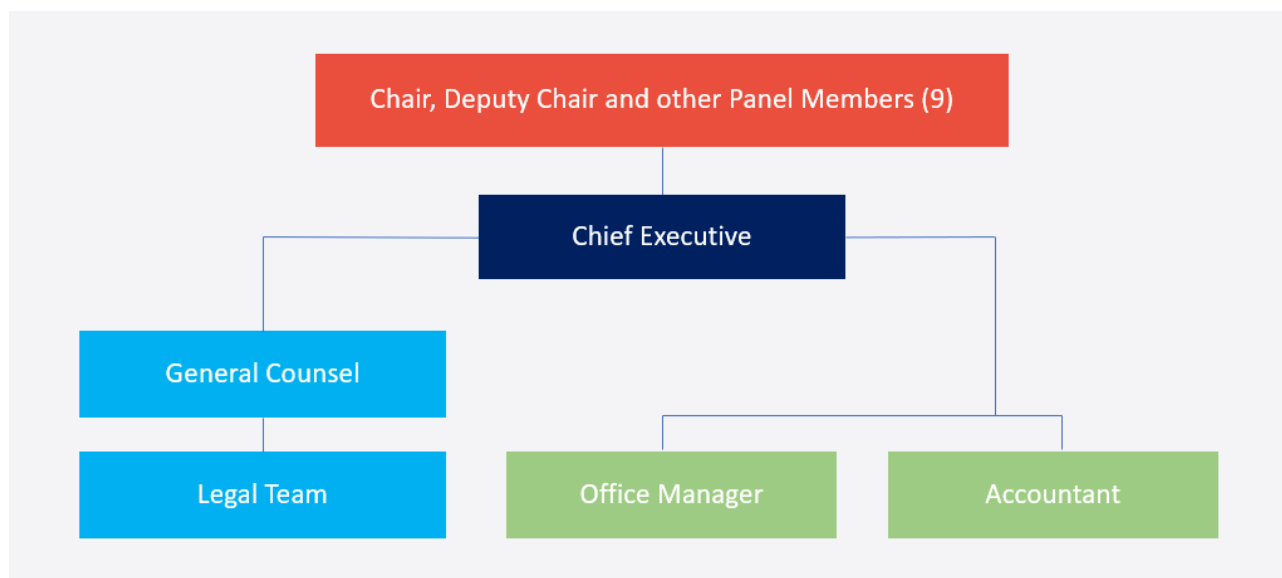 Chair, Deputy Chair and other Panel Members (9)
Chief Executive
General Counsel
Legal Team
Office Manager
Accountant